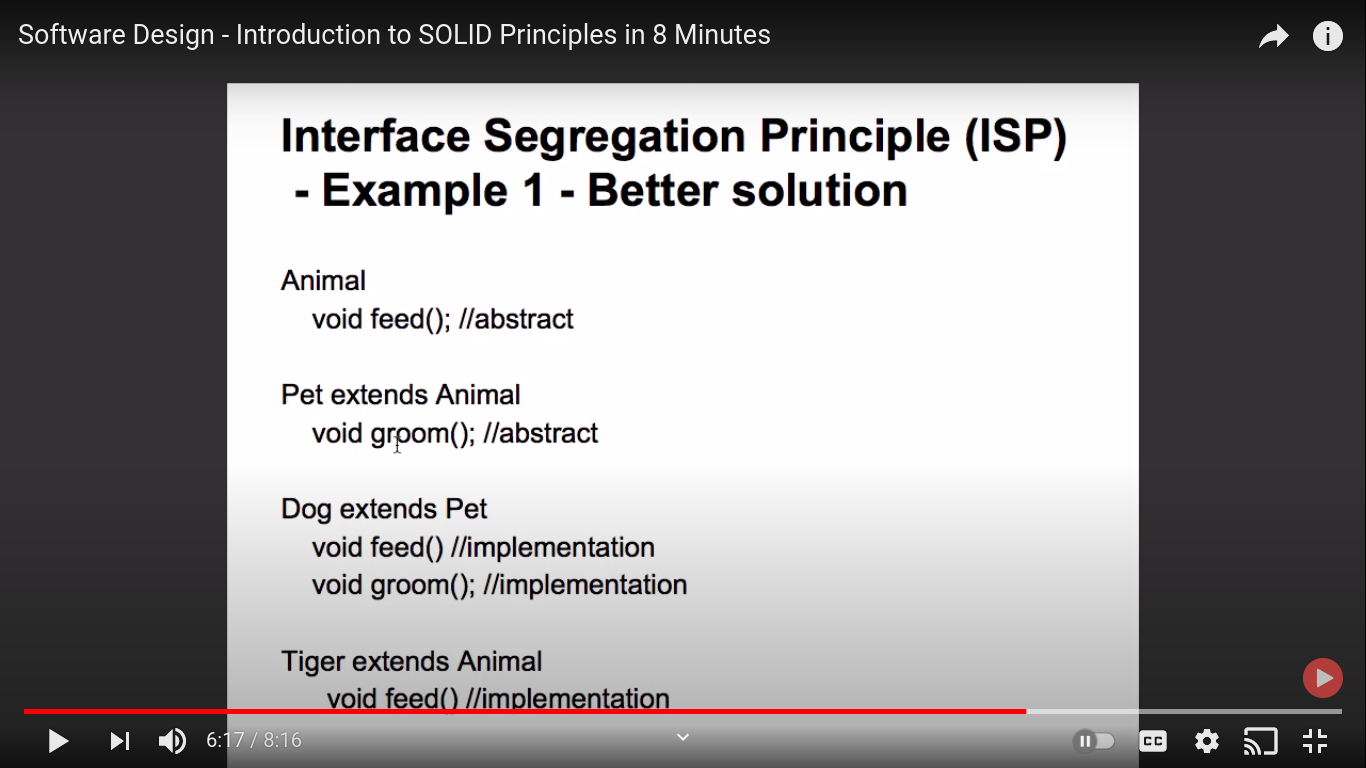 Software Design - Introduction to SOLID Principles in 8 Minutes
Interface Segregation Principle (ISP)
- Example 1 - Better solution
Animal
void feed(); //abstract
Pet extends Animal
void groom(); //abstract
Dog extends Pet
void feed() //implementation
void groom(); //implementation
Tiger extends Animal
void feed() //implementation
6:17 / 8:16
CC